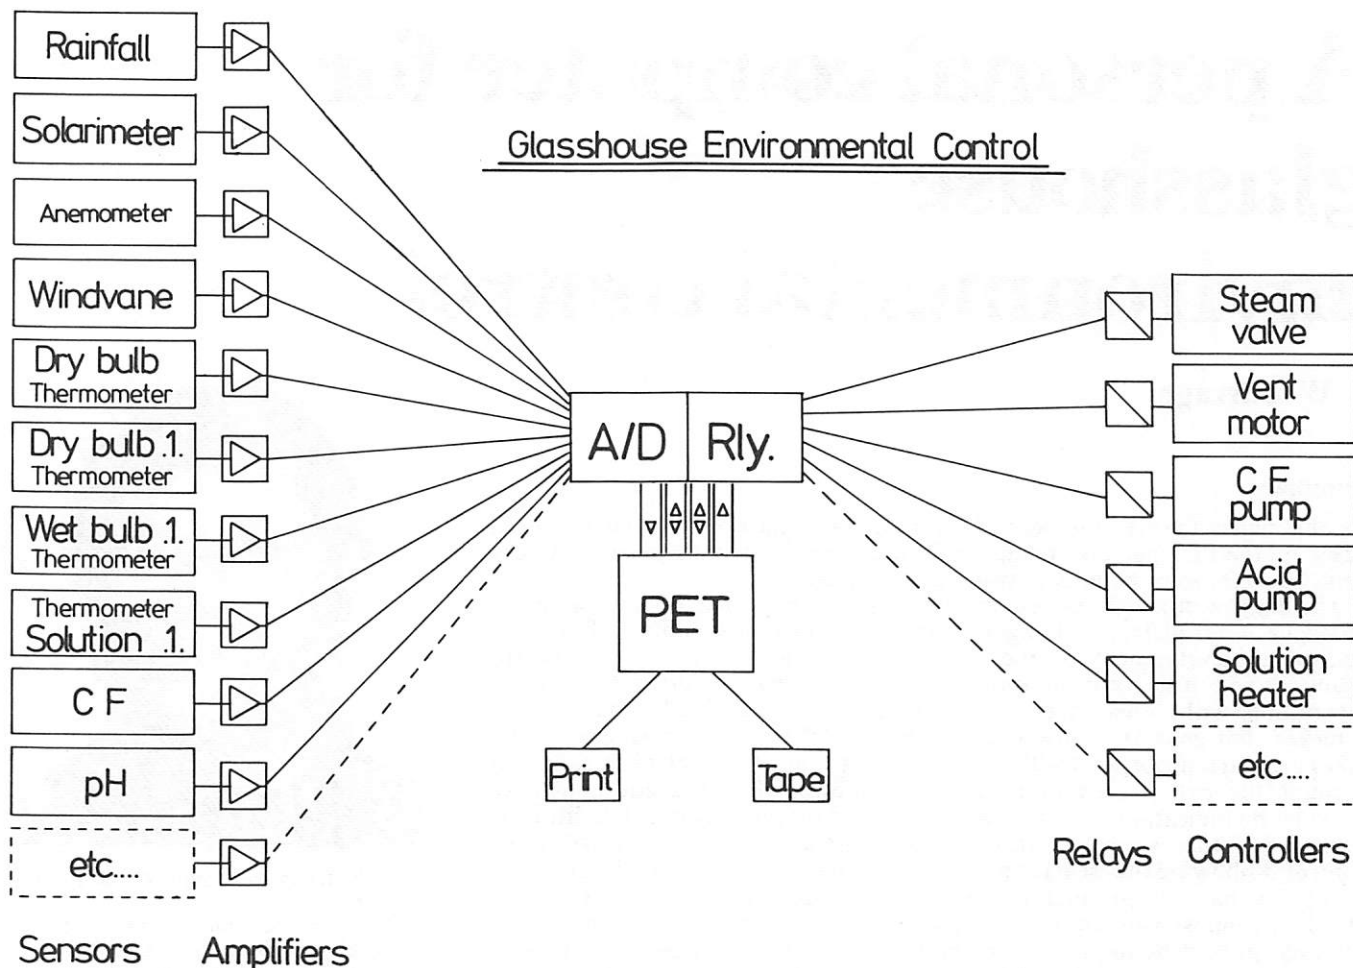 Glasshouse Environmental Control
Rainfall
Solarimeter
Anemometer
Windvane
Dry bulb
Thermometer
Dry bulb .1.
Thermometer
Wet bulb .1.
Thermometer
Thermometer
Solution .1.
C F
pH
etc....
Sensors
Amplifiers
A/D
Rly.
PET
Print
Tape
Steam
valve
Vent
motor
C F
pump
Acid
pump
Solution
heater
etc.....
Relays
Controllers